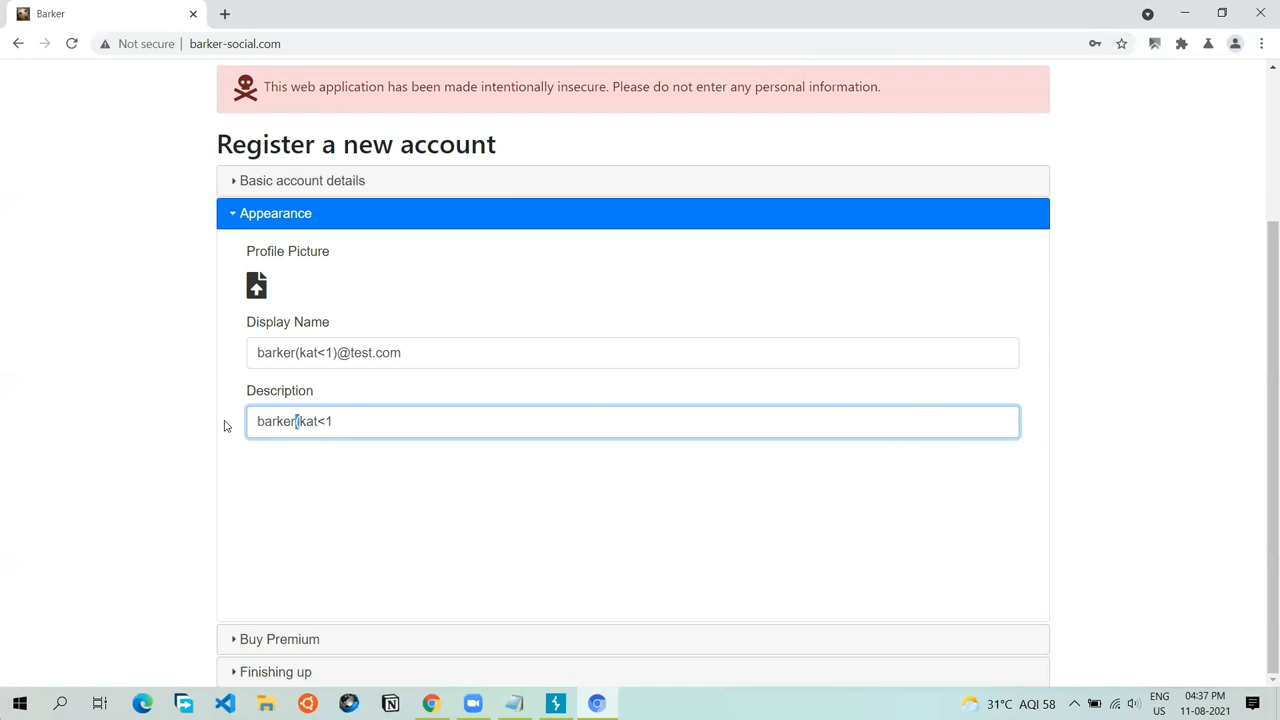 Barker
Not secure | barker-social.com
This web application has been made intentionally insecure. Please do not enter any personal information.
Register a new account
Basic account details
Appearance
Profile Picture
Display Name
barker(kat<1)@test.com
Description
barker(kat<1
Buy Premium
Finishing up
31°C AQI 58
ENG
US
04:37 PM
11-08-2021